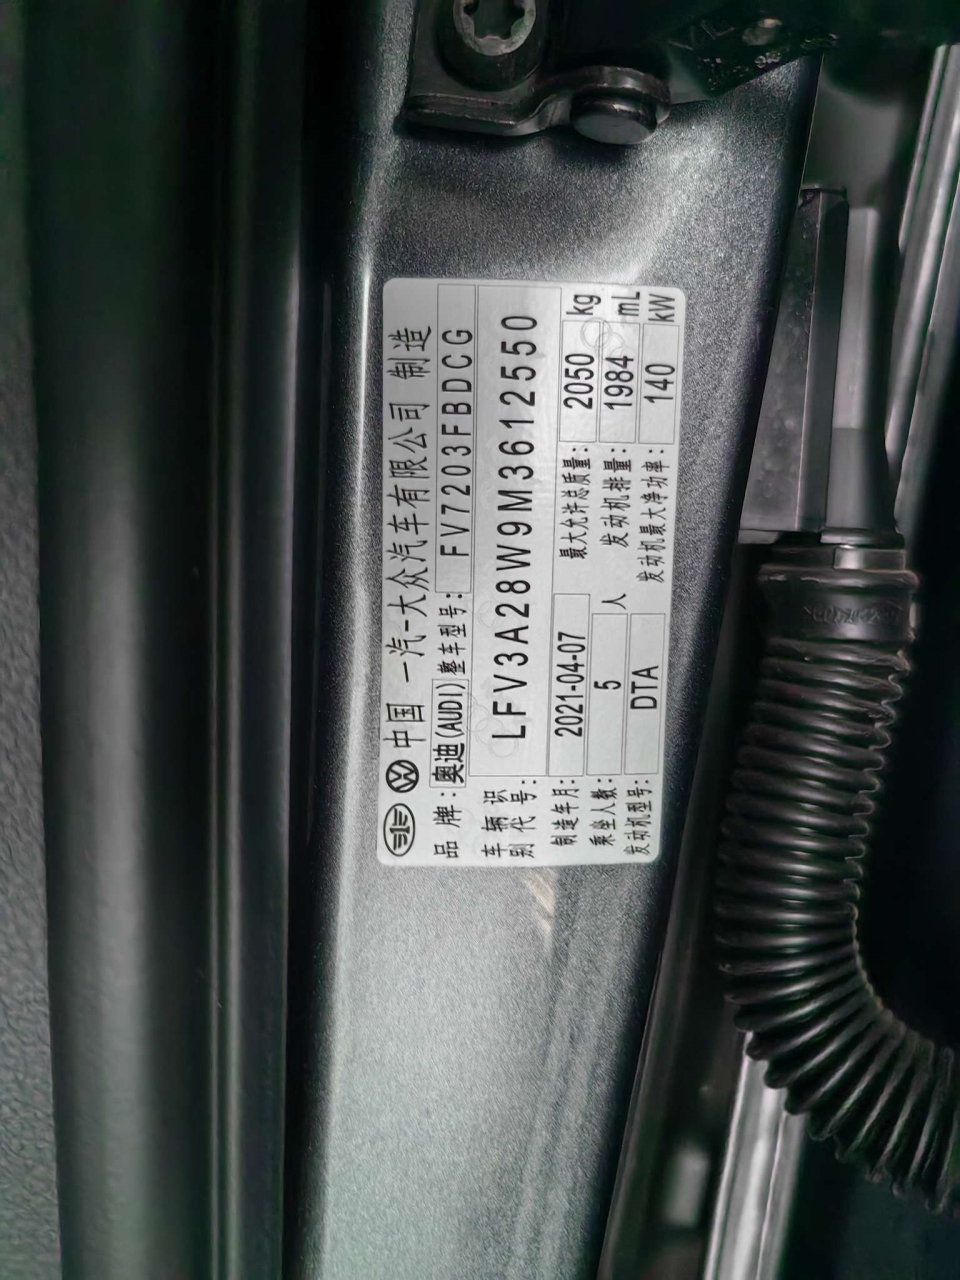 中国 一汽-大众汽车有限公司 制造
品牌: 奥迪(AUDI) 整车型号: FV7203FBDCG
车辆识别代号: LFV3A28W9M3612550
制造年月: 2021-04-07 最大允许总质量: 2050 kg
乘坐人数: 5 人 发动机排量: 1984 mL
发动机型号: DTA 发动机最大净功率: 140 kW